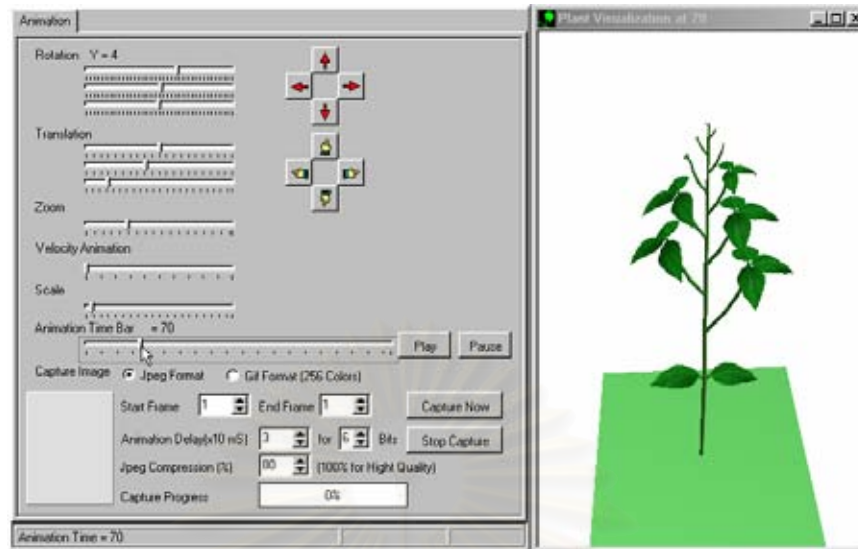 Animation
Plant Visualization at 70
Rotation Y = 4
Translation
Zoom
Velocity Animation
Scale
Animation Time Bar = 70
Play Pause
Capture Image Jpeg Format Gif Format (256 Colors)
Start Frame 1 End Frame 1 Capture Now
Animation Delay(x10 mS) 3 for 6 Bits Stop Capture
Jpeg Compression (%) 80 (100% for Hight Quality)
Capture Progress 0%
Animation Time = 70